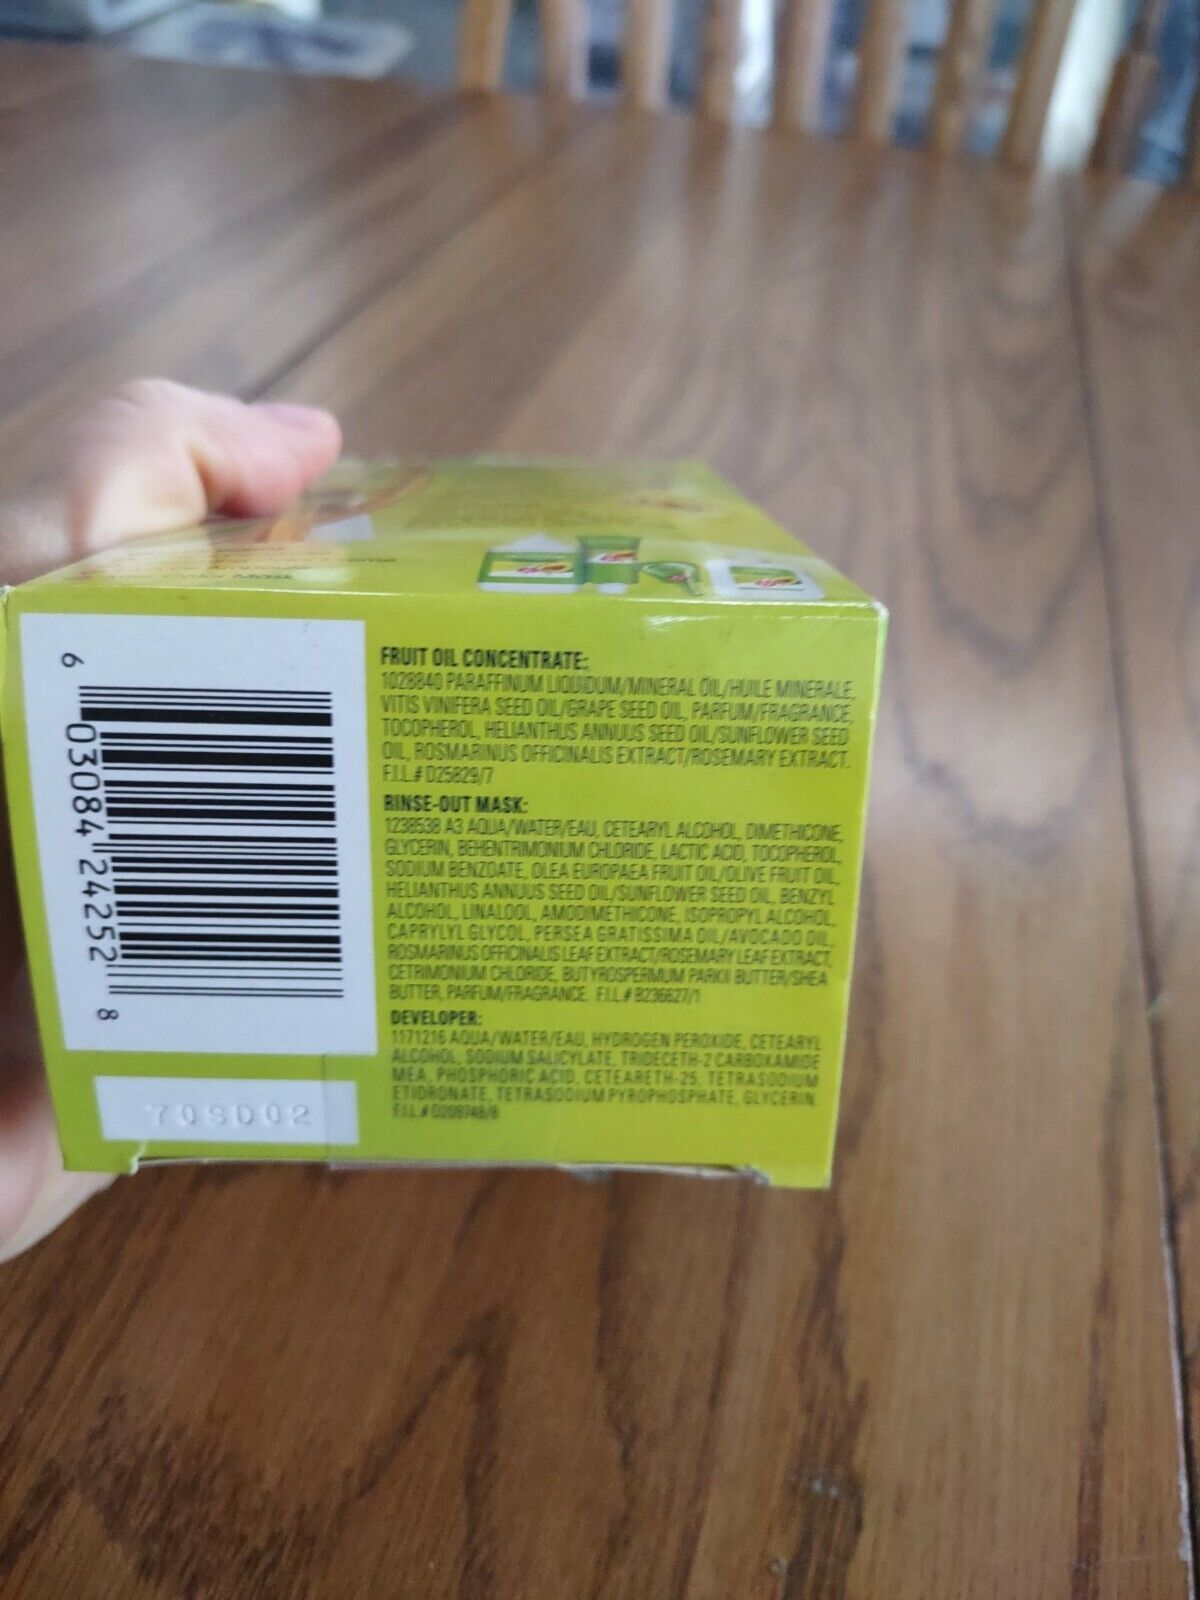 Color Mask
6
03084 24252
8
70SD02
FRUIT OIL CONCENTRATE:
1028840 PARAFFINUM LIQUIDUM/MINERAL OIL/HUILE MINERALE,
VITIS VINIFERA SEED OIL/GRAPE SEED OIL, PARFUM/FRAGRANCE,
TOCOPHEROL, HELIANTHUS ANNUUS SEED OIL/SUNFLOWER SEED
OIL, ROSMARINUS OFFICINALIS EXTRACT/ROSEMARY EXTRACT.
F.I.L.# D25829/7
RINSE-OUT MASK:
1238538 A3 AQUA/WATER/EAU, CETEARYL ALCOHOL, DIMETHICONE,
GLYCERIN, BEHENTRIMONIUM CHLORIDE, LACTIC ACID, TOCOPHEROL,
SODIUM BENZOATE, OLEA EUROPAEA FRUIT OIL/OLIVE FRUIT OIL,
HELIANTHUS ANNUUS SEED OIL/SUNFLOWER SEED OIL, BENZYL
ALCOHOL, LINALOOL, AMODIMETHICONE, ISOPROPYL ALCOHOL,
CAPRYLYL GLYCOL, PERSEA GRATISSIMA OIL/AVOCADO OIL,
ROSMARINUS OFFICINALIS LEAF EXTRACT/ROSEMARY LEAF EXTRACT,
CETRIMONIUM CHLORIDE, BUTYROSPERMUM PARKII BUTTER/SHEA
BUTTER, PARFUM/FRAGRANCE. F.I.L.# B236627/1
DEVELOPER:
1171216 AQUA/WATER/EAU, HYDROGEN PEROXIDE, CETEARYL
ALCOHOL, SODIUM SALICYLATE, TRIDECETH-2 CARBOXAMIDE
MEA, PHOSPHORIC ACID, CETEARETH-25, TETRASODIUM
ETIDRONATE, TETRASODIUM PYROPHOSPHATE, GLYCERIN.
F.I.L.# D209748/8